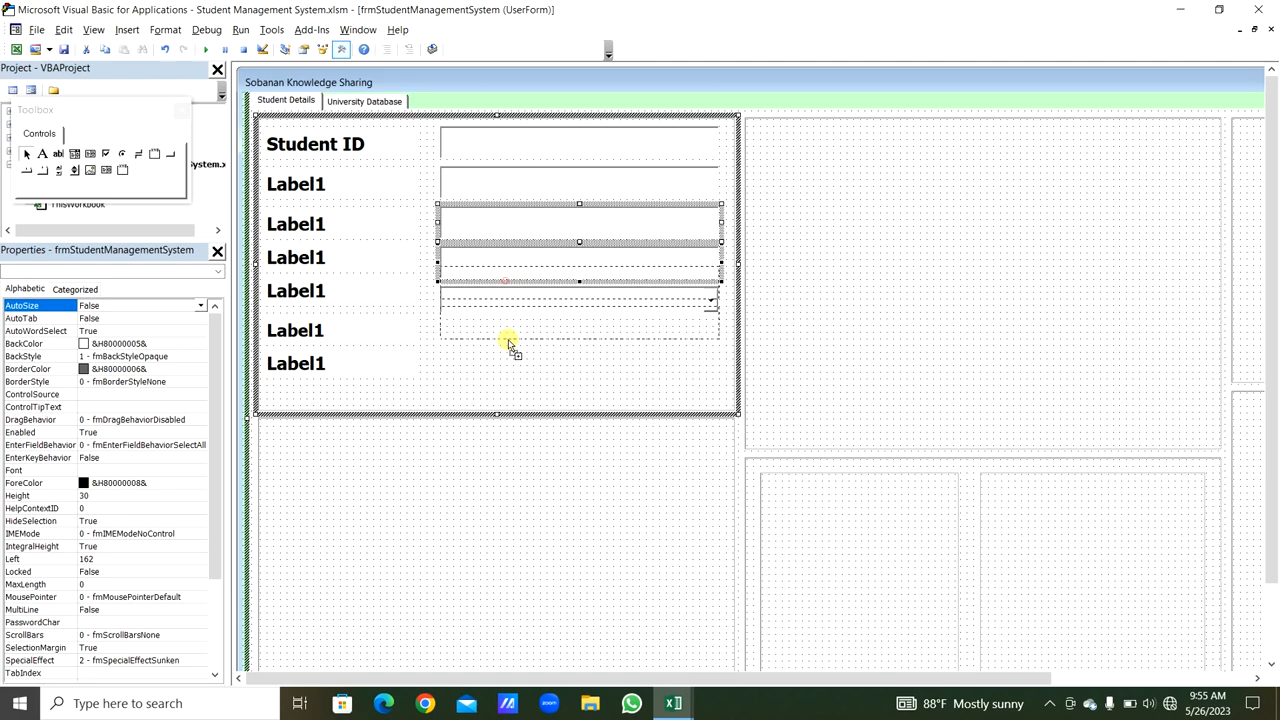 Microsoft Visual Basic for Applications - Student Management System.xlsm - [frmStudentManagementSystem (UserForm)]
File Edit View Insert Format Debug Run Tools Add-Ins Window Help
Project - VBAProject
Toolbox
Controls
System.x
ThisWorkbook
Properties - frmStudentManagementSystem
Alphabetic Categorized
AutoSize False
AutoTab False
AutoWordSelect True
BackColor &H80000005&
BackStyle 1 - fmBackStyleOpaque
BorderColor &H80000006&
BorderStyle 0 - fmBorderStyleNone
ControlSource
ControlTipText
DragBehavior 0 - fmDragBehaviorDisabled
Enabled True
EnterFieldBehavior 0 - fmEnterFieldBehaviorSelectAll
EnterKeyBehavior False
Font
ForeColor &H80000008&
Height 30
HelpContextID 0
HideSelection True
IMEMode 0 - fmIMEModeNoControl
IntegralHeight True
Left 162
Locked False
MaxLength 0
MousePointer 0 - fmMousePointerDefault
MultiLine False
PasswordChar
ScrollBars 0 - fmScrollBarsNone
SelectionMargin True
SpecialEffect 2 - fmSpecialEffectSunken
TabIndex
Sobanan Knowledge Sharing
Student Details University Database
Student ID
Label1
Label1
Label1
Label1
Label1
Label1
Type here to search
zoom
88°F Mostly sunny
9:55 AM
5/26/2023